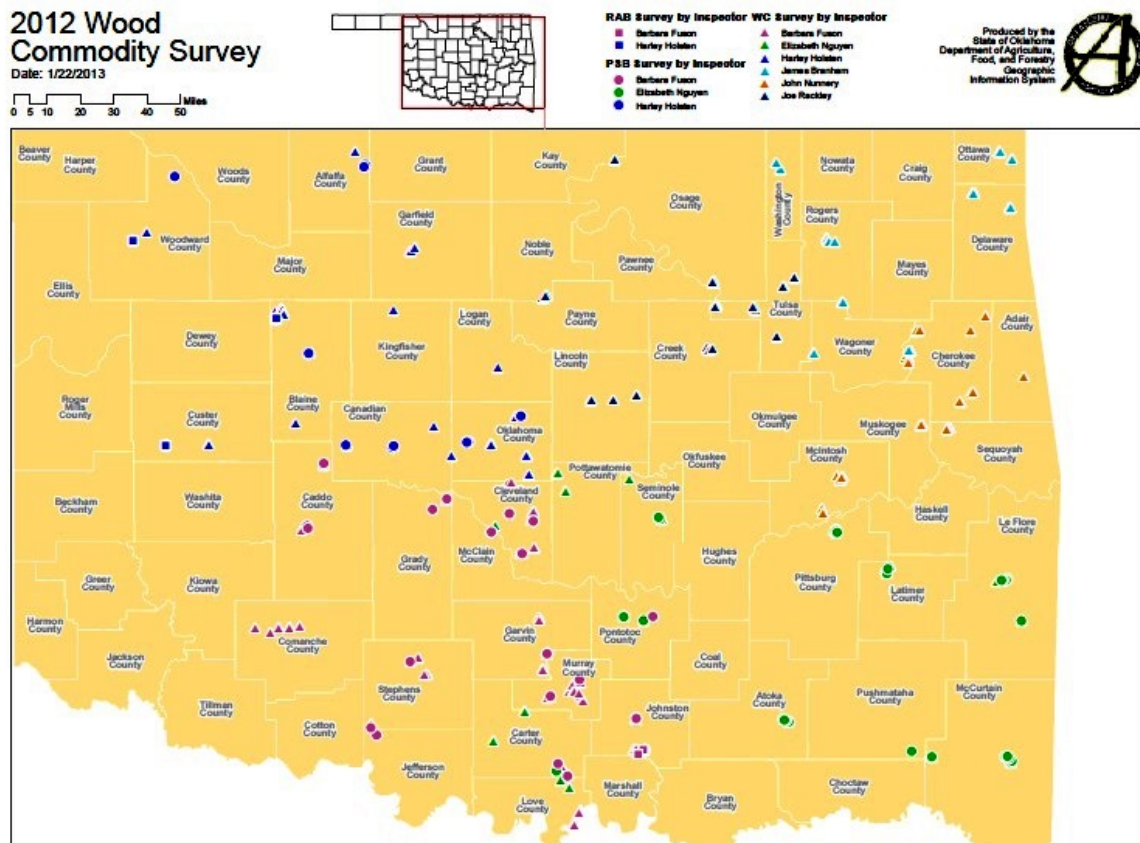 2012 Wood
Commodity Survey
Date: 1/22/2013
Miles
0 5 10 20 30 40 50
RAB Survey by Inspector
Barbara Fuson
Harley Holsten
PSB Survey by Inspector
Barbara Fuson
Elizabeth Nguyen
Harley Holsten
WC Survey by Inspector
Barbara Fuson
Elizabeth Nguyen
Harley Holsten
James Branham
John Nunnery
Joe Rackley
Produced by the
State of Oklahoma
Department of Agriculture,
Food, and Forestry
Geographic
Information System
Beaver
County
Harper
County
Woods
County
Alfalfa
County
Grant
County
Kay
County
Osage
County
Washington
County
Nowata
County
Craig
County
Ottawa
County
Woodward
County
Major
County
Garfield
County
Noble
County
Pawnee
County
Rogers
County
Mayes
County
Delaware
County
Ellis
County
Dewey
County
Blaine
County
Kingfisher
County
Logan
County
Payne
County
Creek
County
Tulsa
County
Wagoner
County
Cherokee
County
Adair
County
Roger
Mills
County
Custer
County
Canadian
County
Oklahoma
County
Lincoln
County
Okmulgee
County
Muskogee
County
Sequoyah
County
Beckham
County
Washita
County
Caddo
County
Cleveland
County
Pottawatomie
County
Seminole
County
Okfuskee
County
McIntosh
County
Haskell
County
Le Flore
County
Greer
County
Kiowa
County
Grady
County
McClain
County
Hughes
County
Pittsburg
County
Latimer
County
Harmon
County
Jackson
County
Comanche
County
Garvin
County
Pontotoc
County
Coal
County
Tillman
County
Stephens
County
Murray
County
Johnston
County
Atoka
County
Pushmataha
County
McCurtain
County
Cotton
County
Jefferson
County
Carter
County
Love
County
Marshall
County
Bryan
County
Choctaw
County